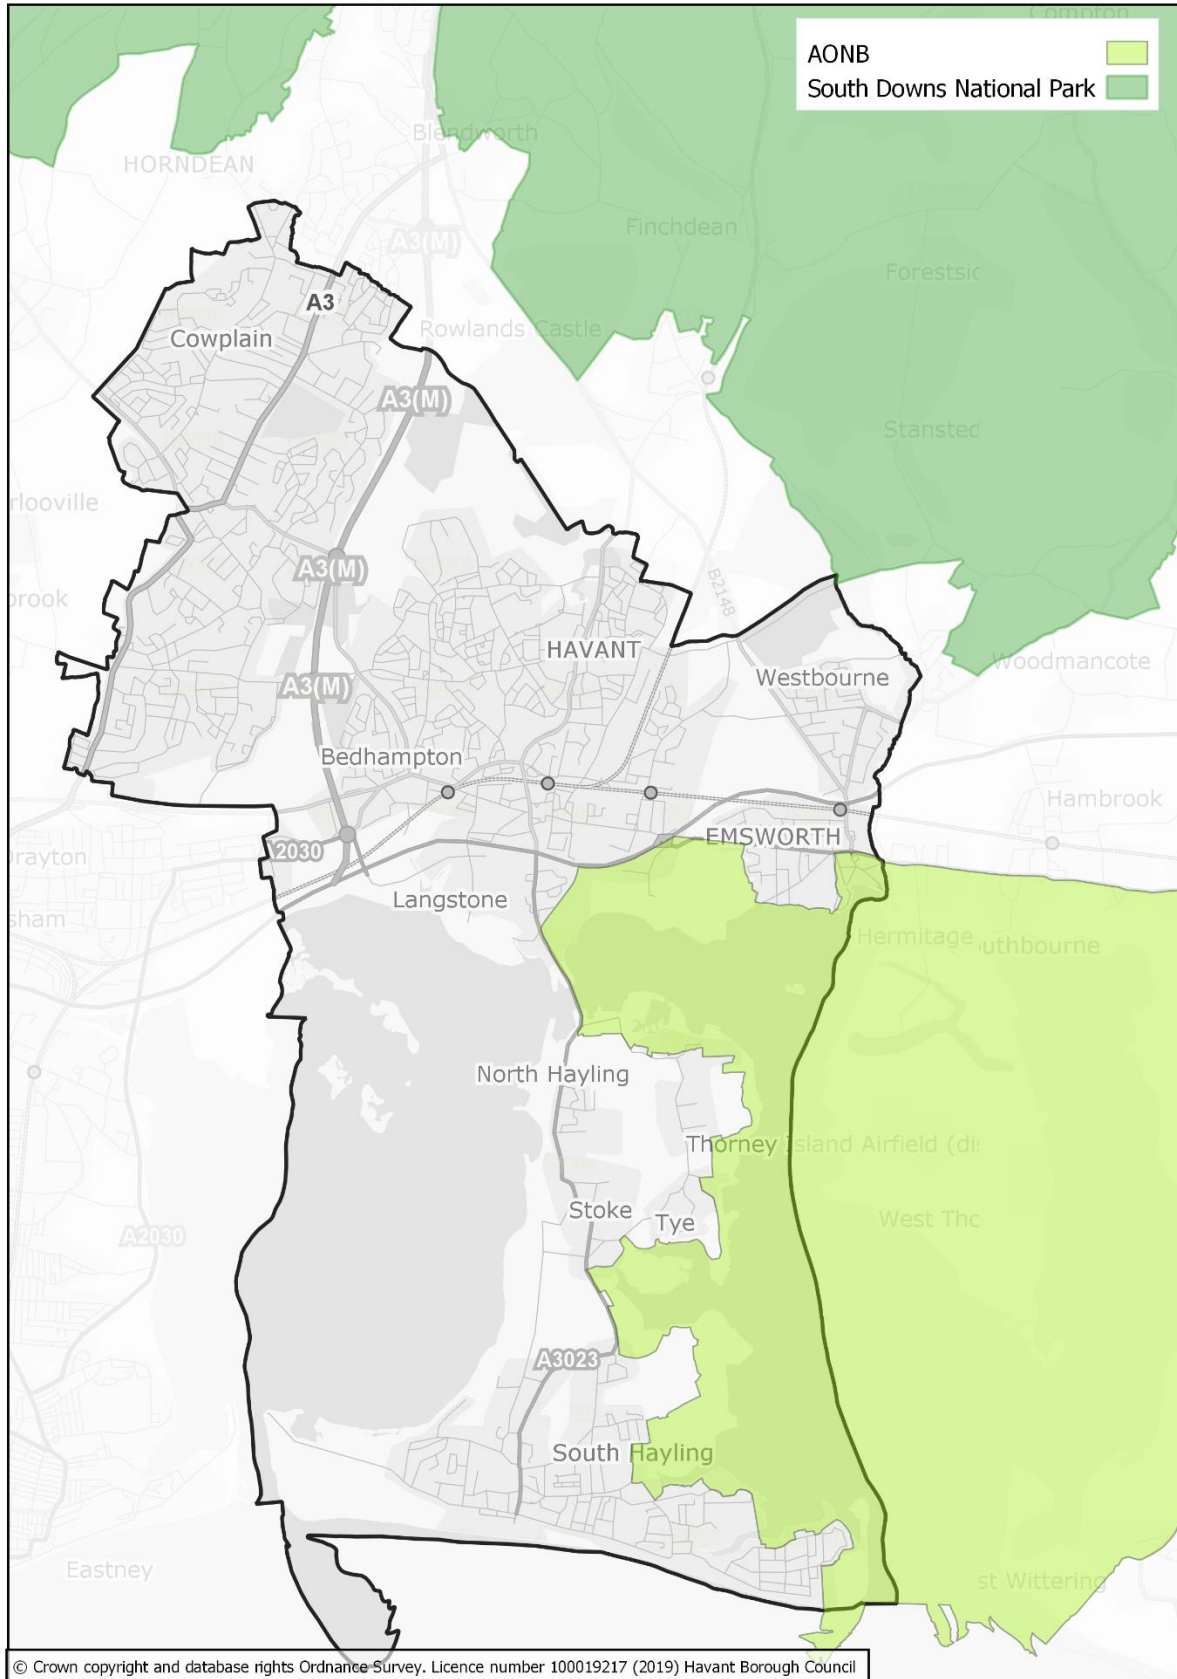 Compton
AONB
South Downs National Park
Blendworth
HORNDEAN
Finchdean
A3(M)
Forestsic
A3
Rowlands Castle
Cowplain
A3(M)
Stansted
rlooville
A3(M)
B2148
brook
HAVANT
Woodmancote
Westbourne
A3(M)
Bedhampton
Hambrook
EMSWORTH
2030
rayton
Langstone
sham
Hermitage
uthbourne
North Hayling
Thorney Island Airfield (di
Stoke
Tye
West Tho
A2030
A3023
South Hayling
Eastney
st Wittering
© Crown copyright and database rights Ordnance Survey. Licence number 100019217 (2019) Havant Borough Council